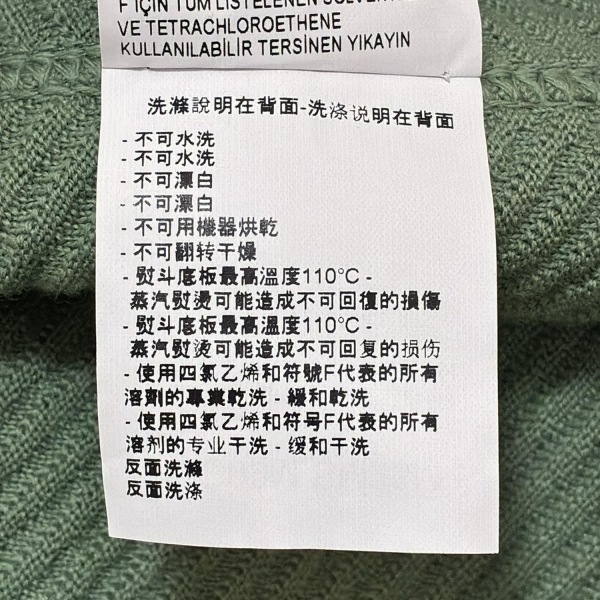 F İÇİN TÜM LİSTELENEN
VE TETRACHLOROETHENE
KULLANILABİLİR TERSİNEN YIKAYIN
洗滌說明在背面-洗涤说明在背面
- 不可水洗
- 不可水洗
- 不可漂白
- 不可漂白
- 不可用機器烘乾
- 不可翻转干燥
- 熨斗底板最高溫度110°C -
蒸汽熨燙可能造成不可回復的損傷
- 熨斗底板最高温度110°C -
蒸汽熨烫可能造成不可回复的损伤
- 使用四氯乙烯和符號F代表的所有
溶劑的專業乾洗 - 緩和乾洗
- 使用四氯乙烯和符号F代表的所有
溶剂的专业干洗 - 缓和干洗
反面洗滌
反面洗涤